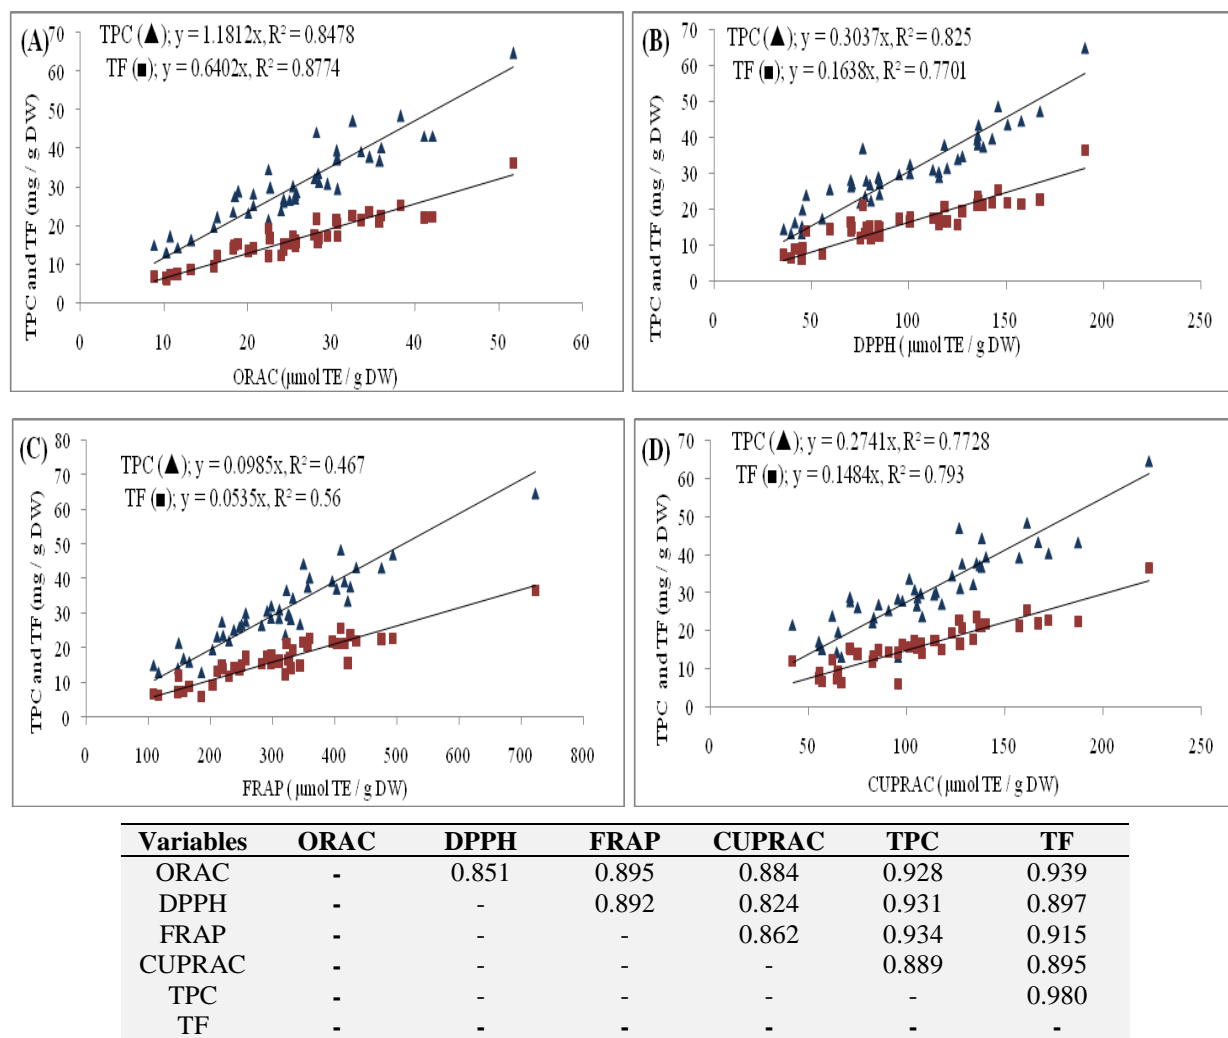 (A)
TPC (▲); y = 1.1812x, R² = 0.8478
TF (■); y = 0.6402x, R² = 0.8774
TPC and TF (mg / g DW)
70
60
50
40
30
20
10
0
0 10 20 30 40 50 60
ORAC (µmol TE / g DW)
(B)
TPC (▲); y = 0.3037x, R² = 0.825
TF (■); y = 0.1638x, R² = 0.7701
TPC and TF (mg / g DW)
70
60
50
40
30
20
10
0
0 50 100 150 200 250
DPPH ( µmol TE / g DW)
(C)
TPC (▲); y = 0.0985x, R² = 0.467
TF (■); y = 0.0535x, R² = 0.56
TPC and TF (mg / g DW)
80
70
60
50
40
30
20
10
0
0 100 200 300 400 500 600 700 800
FRAP ( µmol TE / g DW)
(D)
TPC (▲); y = 0.2741x, R² = 0.7728
TF (■); y = 0.1484x, R² = 0.793
TPC and TF (mg / g DW)
70
60
50
40
30
20
10
0
0 50 100 150 200 250
CUPRAC ( µmol TE / g DW)
Variables ORAC DPPH FRAP CUPRAC TPC TF
ORAC - 0.851 0.895 0.884 0.928 0.939
DPPH - - 0.892 0.824 0.931 0.897
FRAP - - - 0.862 0.934 0.915
CUPRAC - - - - 0.889 0.895
TPC - - - - - 0.980
TF - - - - - -